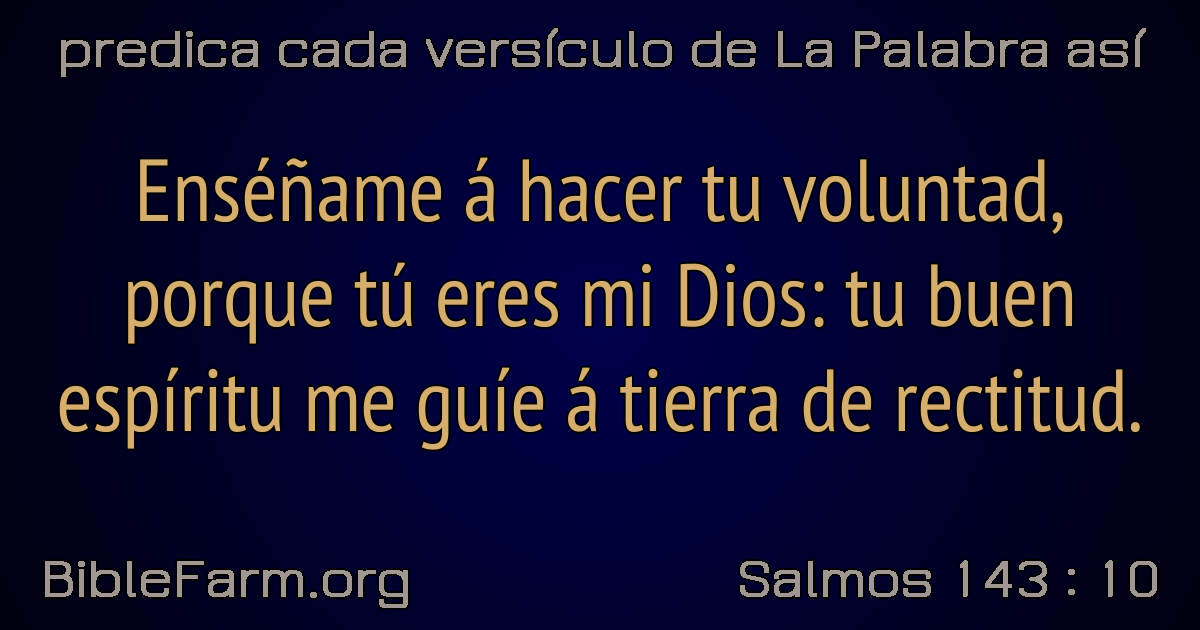 predica cada versículo de La Palabra así
Enséñame á hacer tu voluntad,
porque tú eres mi Dios: tu buen
espíritu me guíe á tierra de rectitud.
BibleFarm.org
Salmos 143 : 10